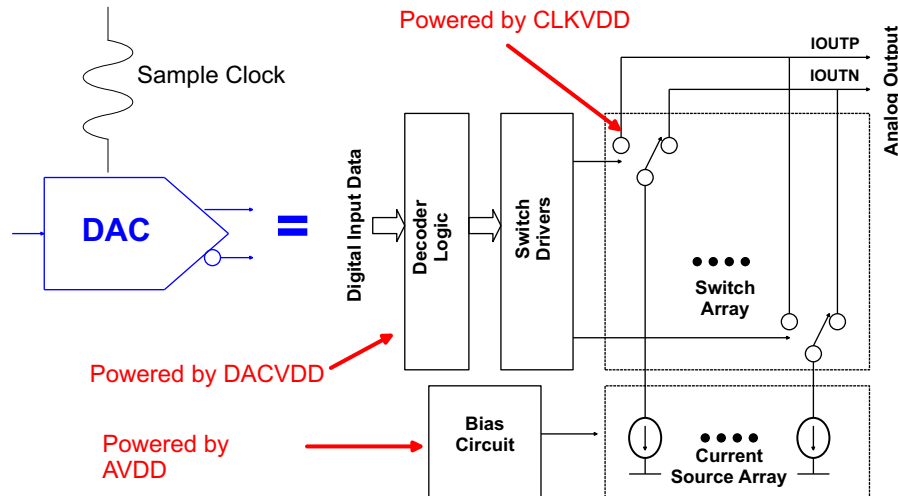 Powered by CLKVDD
IOUTP
IOUTN
Analog Output
Sample Clock
DAC
=
Digital Input Data
Decoder
Logic
Switch
Drivers
Switch
Array
Powered by DACVDD
Powered by
AVDD
Bias
Circuit
Current
Source Array